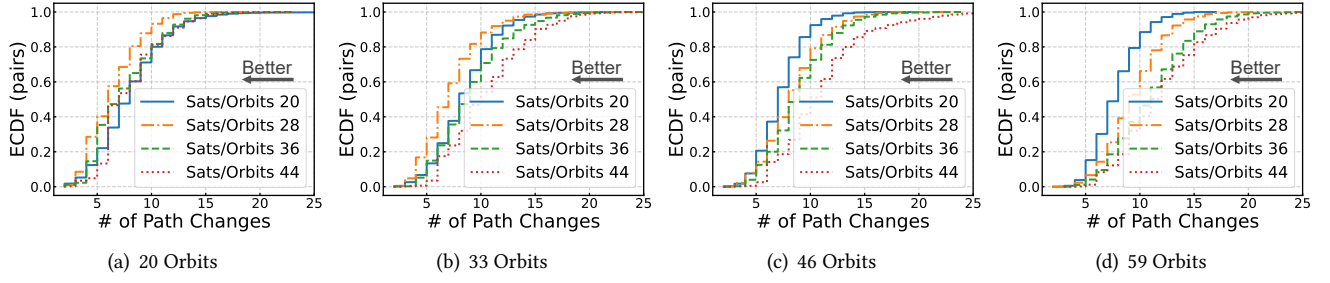 1.0
0.8
0.6
0.4
0.2
0.0
ECDF (pairs)
Better
Sats/Orbits 20
Sats/Orbits 28
Sats/Orbits 36
Sats/Orbits 44
5 10 15 20 25
# of Path Changes
(a) 20 Orbits
1.0
0.8
0.6
0.4
0.2
0.0
ECDF (pairs)
Better
Sats/Orbits 20
Sats/Orbits 28
Sats/Orbits 36
Sats/Orbits 44
5 10 15 20 25
# of Path Changes
(b) 33 Orbits
1.0
0.8
0.6
0.4
0.2
0.0
ECDF (pairs)
Better
Sats/Orbits 20
Sats/Orbits 28
Sats/Orbits 36
Sats/Orbits 44
5 10 15 20 25
# of Path Changes
(c) 46 Orbits
1.0
0.8
0.6
0.4
0.2
0.0
ECDF (pairs)
Better
Sats/Orbits 20
Sats/Orbits 28
Sats/Orbits 36
Sats/Orbits 44
5 10 15 20 25
# of Path Changes
(d) 59 Orbits